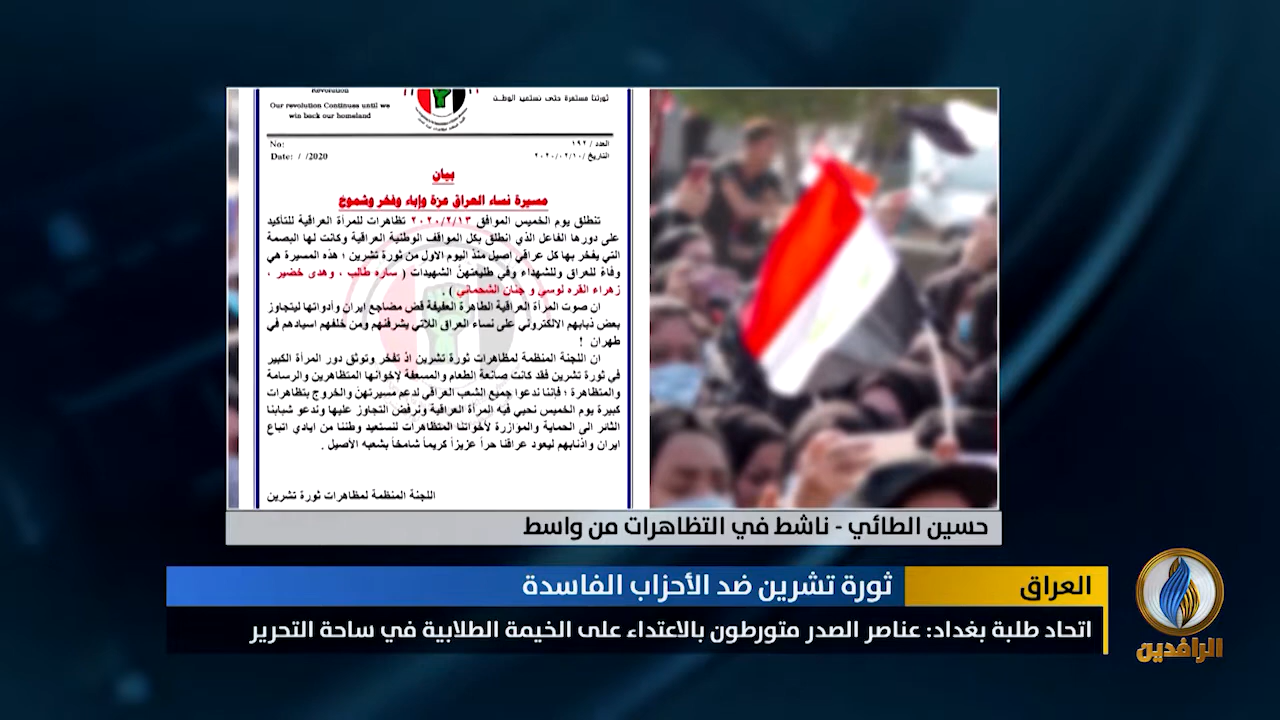 Revolution
Our revolution Continues until we
win back our homeland
ثورتنا مستمرة حتى نستعيد الوطن
No:
Date: / /2020
العدد / ١٩٢
التاريخ /٢٠٢٠/٠٢/١٠
بيان
مسيرة نساء العراق عزة وإباء وفخر وشموخ
تنطلق يوم الخميس الموافق ٢٠٢٠/٢/١٣ تظاهرات للمرأة العراقية للتأكيد
على دورها الفاعل الذي انطلق بكل المواقف الوطنية العراقية وكانت لها البصمة
التي يفخر بها كل عراقي اصيل منذ اليوم الاول من ثورة تشرين ؛ هذه المسيرة هي
وفاءً للعراق وللشهداء وفي طليعتهنَ الشهيدات ( ساره طالب ، وهدى خضير ،
زهراء القره لوسي و جنان الشحماني ) .
ان صوت المرأة العراقية الطاهرة العفيفة قض مضاجع ايران وأدواتها ليتجاوز
بعض ذبابهم الالكتروني على نساء العراق اللاتي يشرفنهم ومن خلفهم اسيادهم في
طهران !
ان اللجنة المنظمة لمظاهرات ثورة تشرين اذ تفخر وتوثق دور المرأة الكبير
في ثورة تشرين فقد كانت صانعة الطعام والمسعفة لإخوانها المتظاهرين والرسامة
والمتظاهرة ؛ فإننا ندعوا جميع الشعب العراقي لدعم مسيرتهن والخروج بتظاهرات
كبيرة يوم الخميس نحيي فيه المرأة العراقية ونرفض التجاوز عليها وندعو شبابنا
الثائر الى الحماية والموازرة لأخواتنا المتظاهرات لنستعيد وطننا من ايادي اتباع
ايران واذنابهم ليعود عراقنا حراً عزيزاً كريماً شامخاً بشعبه الأصيل .
اللجنة المنظمة لمظاهرات ثورة تشرين
حسين الطائي - ناشط في التظاهرات من واسط
العراق
ثورة تشرين ضد الأحزاب الفاسدة
اتحاد طلبة بغداد: عناصر الصدر متورطون بالاعتداء على الخيمة الطلابية في ساحة التحرير
الرافدين